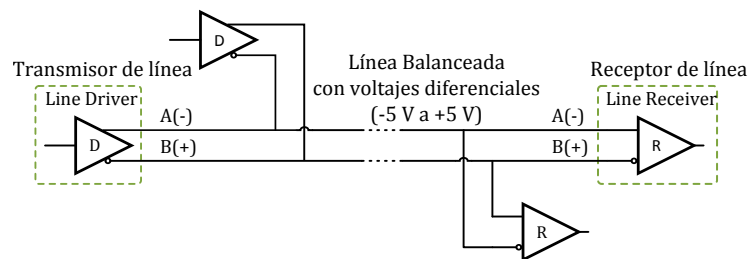 D
Transmisor de línea
Line Driver
D
A(-)
B(+)
Línea Balanceada
con voltajes diferenciales
(-5 V a +5 V)
Receptor de línea
Line Receiver
A(-)
B(+)
R
R